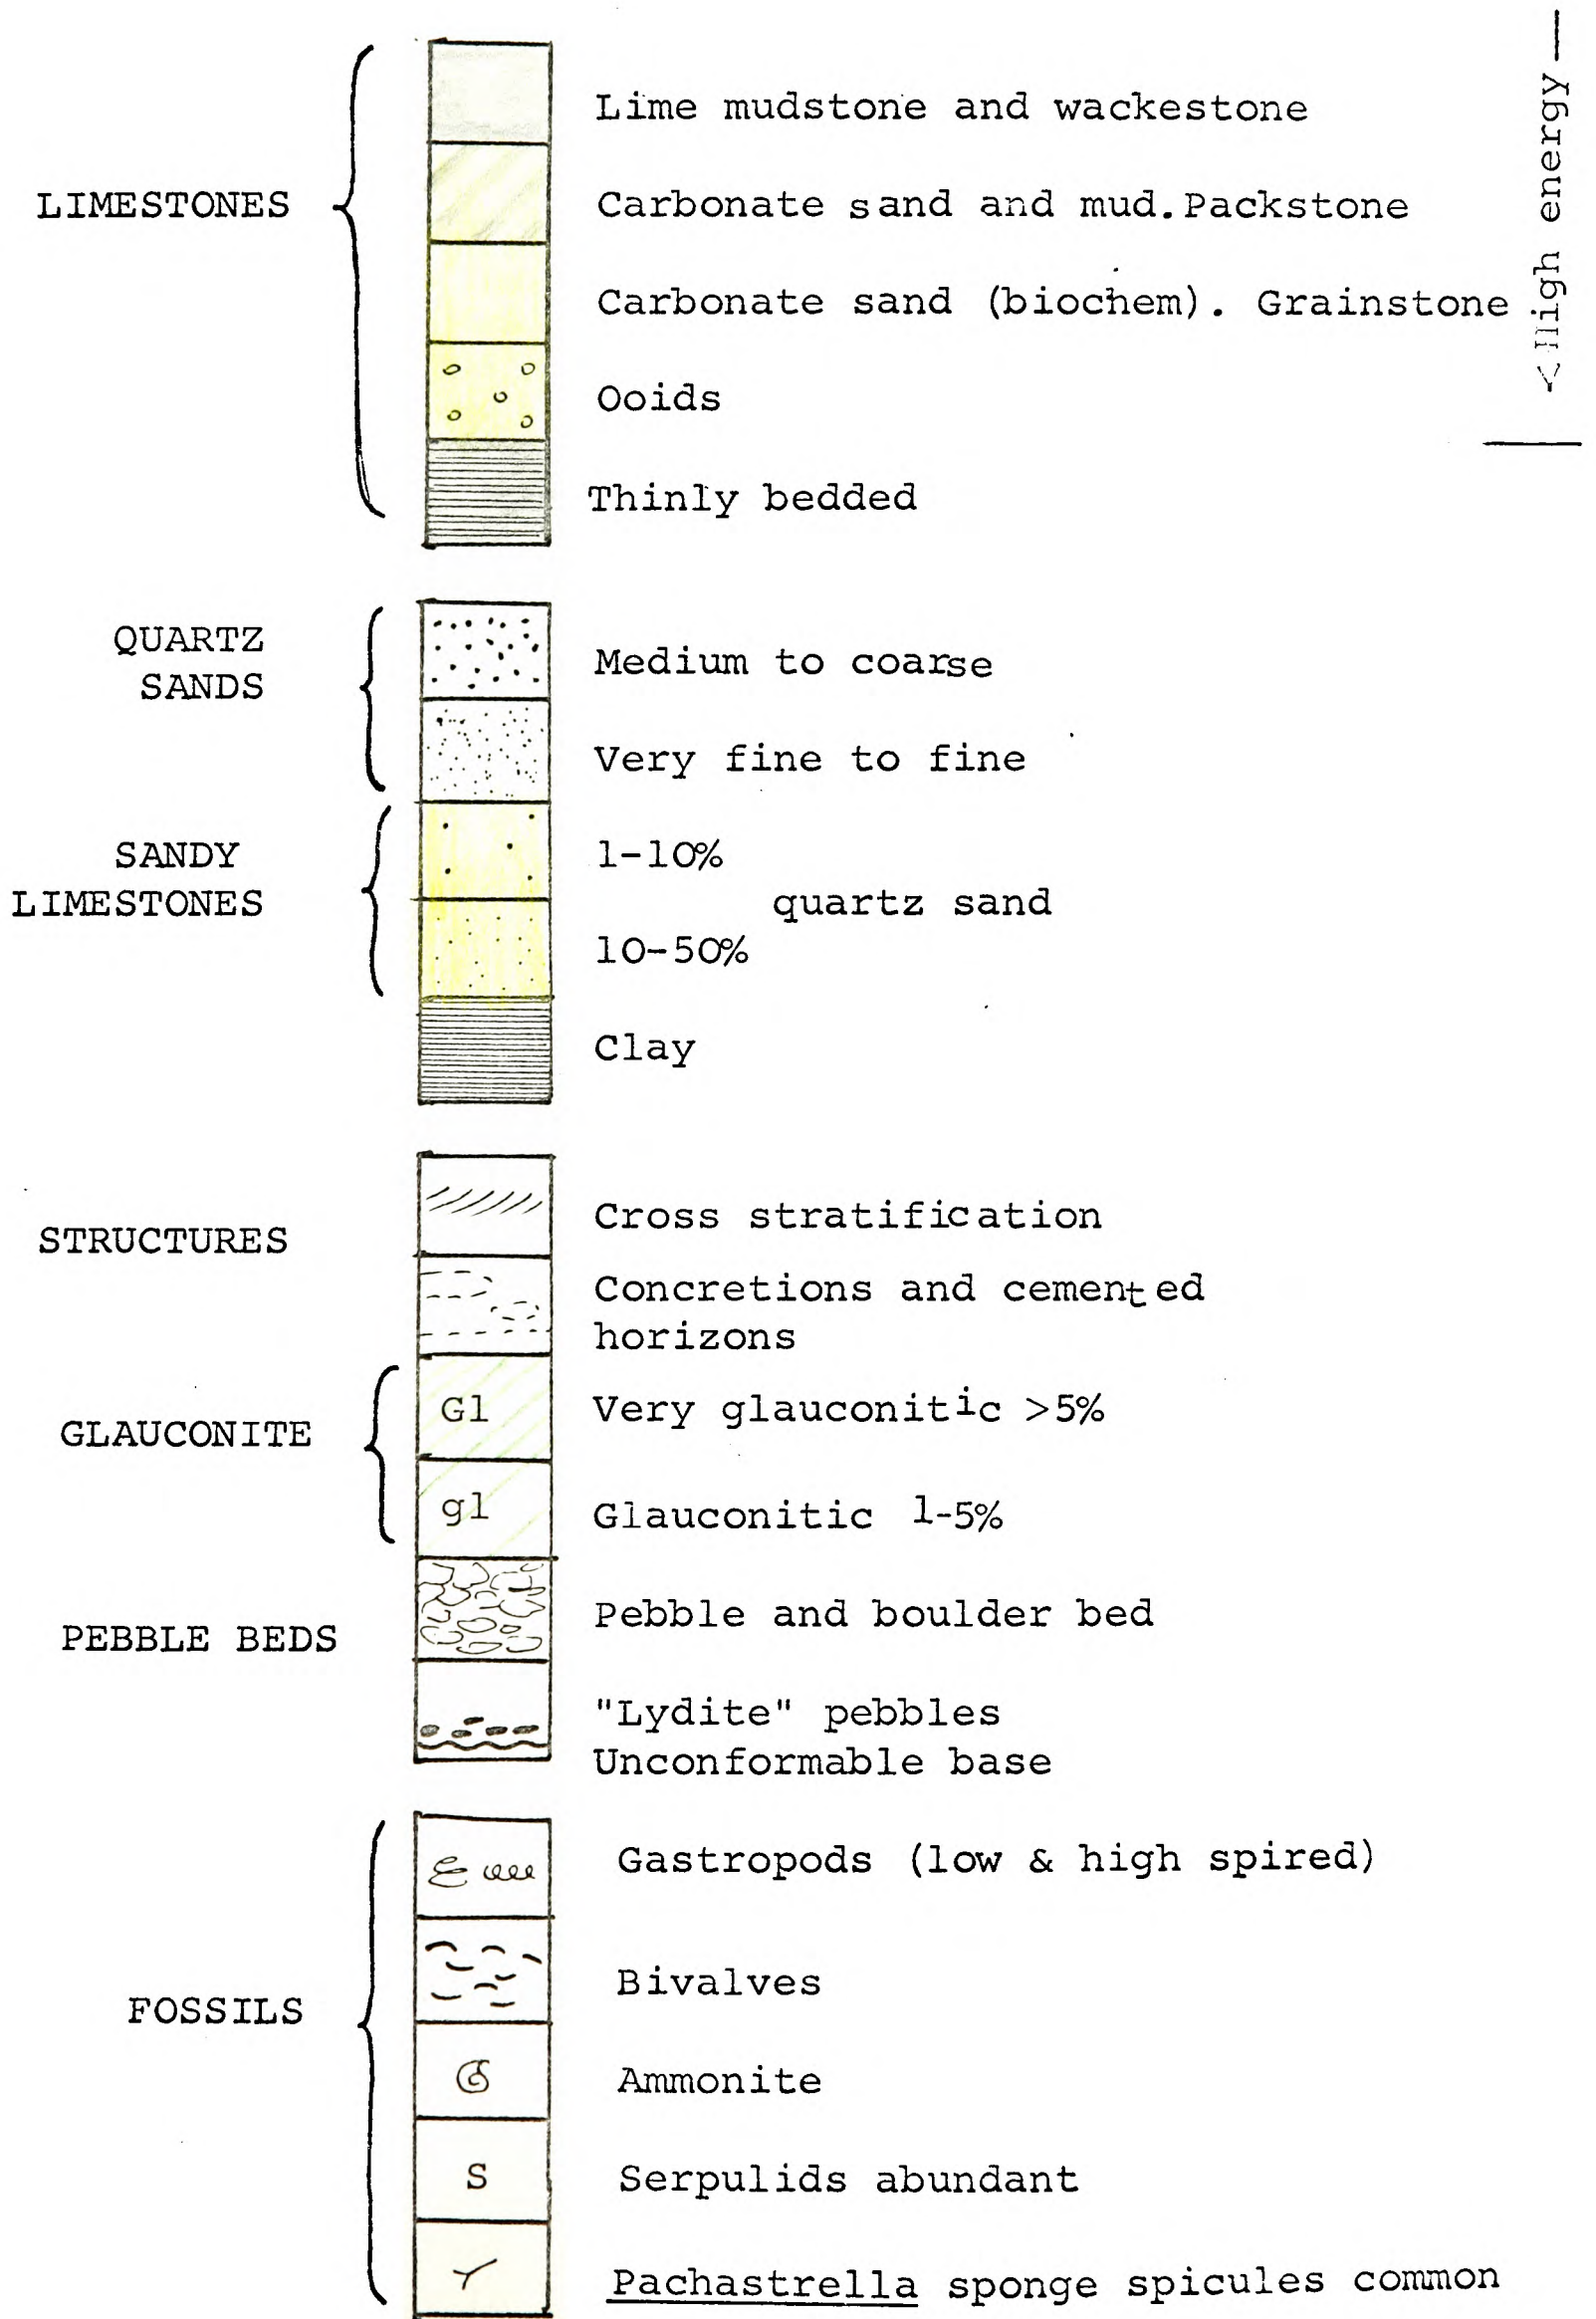 Lime mudstone and wackestone
LIMESTONES
Carbonate sand and mud. Packstone
Carbonate sand (biochem). Grainstone
<High energy—
Ooids
Thinly bedded
QUARTZ
SANDS
Medium to coarse
Very fine to fine
SANDY
LIMESTONES
1-10%
quartz sand
10-50%
Clay
STRUCTURES
Cross stratification
Concretions and cemented
horizons
GLAUCONITE
Gl
Very glauconitic >5%
gl
Glauconitic 1-5%
PEBBLE BEDS
Pebble and boulder bed
"Lydite" pebbles
Unconformable base
FOSSILS
Gastropods (low & high spired)
Bivalves
Ammonite
S
Serpulids abundant
Pachastrella sponge spicules common